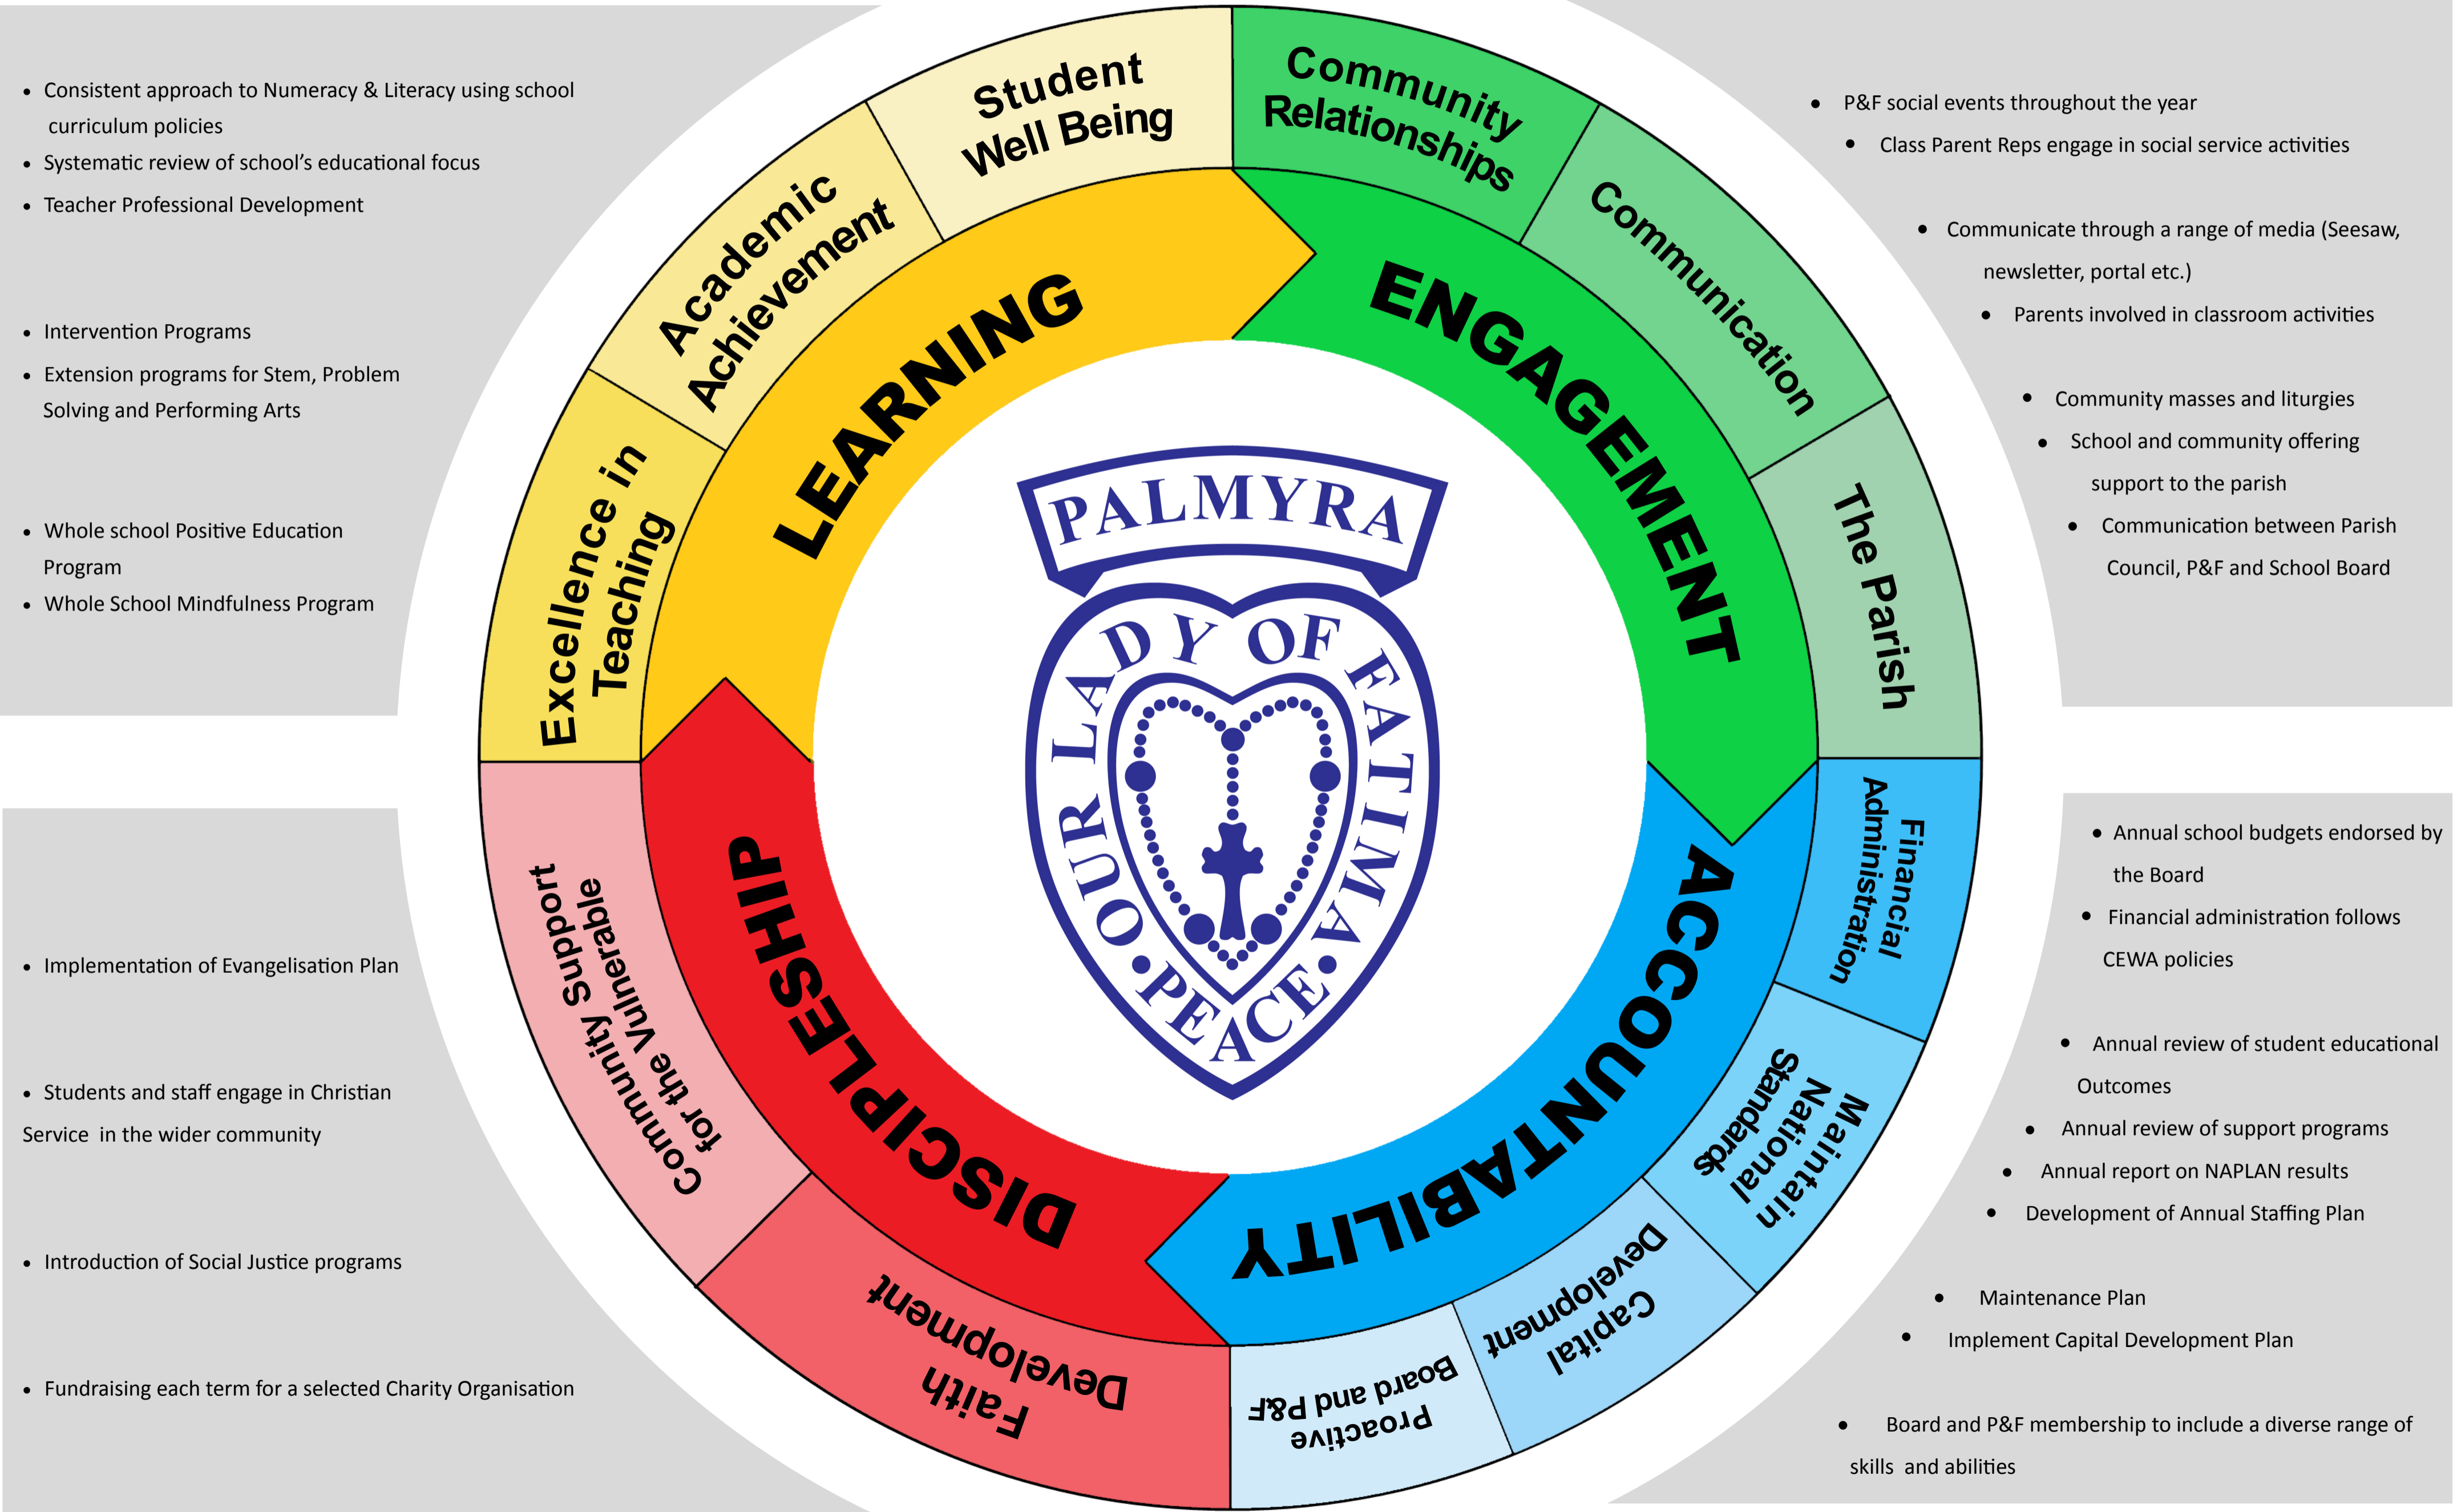 • Consistent approach to Numeracy & Literacy using school
curriculum policies
• Systematic review of school’s educational focus
• Teacher Professional Development
• Intervention Programs
• Extension programs for Stem, Problem
Solving and Performing Arts
• Whole school Positive Education
Program
• Whole School Mindfulness Program
Student
Well Being
Academic
Achievement
Excellence in
Teaching
LEARNING
Community
Relationships
Communication
The Parish
ENGAGEMENT
• P&F social events throughout the year
• Class Parent Reps engage in social service activities
• Communicate through a range of media (Seesaw,
newsletter, portal etc.)
• Parents involved in classroom activities
• Community masses and liturgies
• School and community offering
support to the parish
• Communication between Parish
Council, P&F and School Board
PALMYRA
OUR LADY OF FATIMA
• PEACE •
Financial
Administration
Maintain
National
Standards
Capital
Development
Proactive
Board and P&F
ACCOUNTABILITY
• Annual school budgets endorsed by
the Board
• Financial administration follows
CEWA policies
• Annual review of student educational
Outcomes
• Annual review of support programs
• Annual report on NAPLAN results
• Development of Annual Staffing Plan
• Maintenance Plan
• Implement Capital Development Plan
• Board and P&F membership to include a diverse range of
skills and abilities
DISCIPLESHIP
Faith
Development
Community Support
for the Vulnerable
• Implementation of Evangelisation Plan
• Students and staff engage in Christian
Service in the wider community
• Introduction of Social Justice programs
• Fundraising each term for a selected Charity Organisation